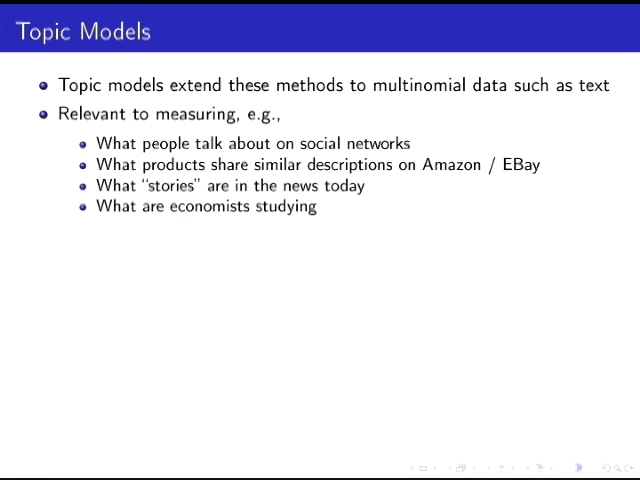 Topic Models
Topic models extend these methods to multinomial data such as text
Relevant to measuring, e.g.,
What people talk about on social networks
What products share similar descriptions on Amazon / EBay
What “stories” are in the news today
What are economists studying